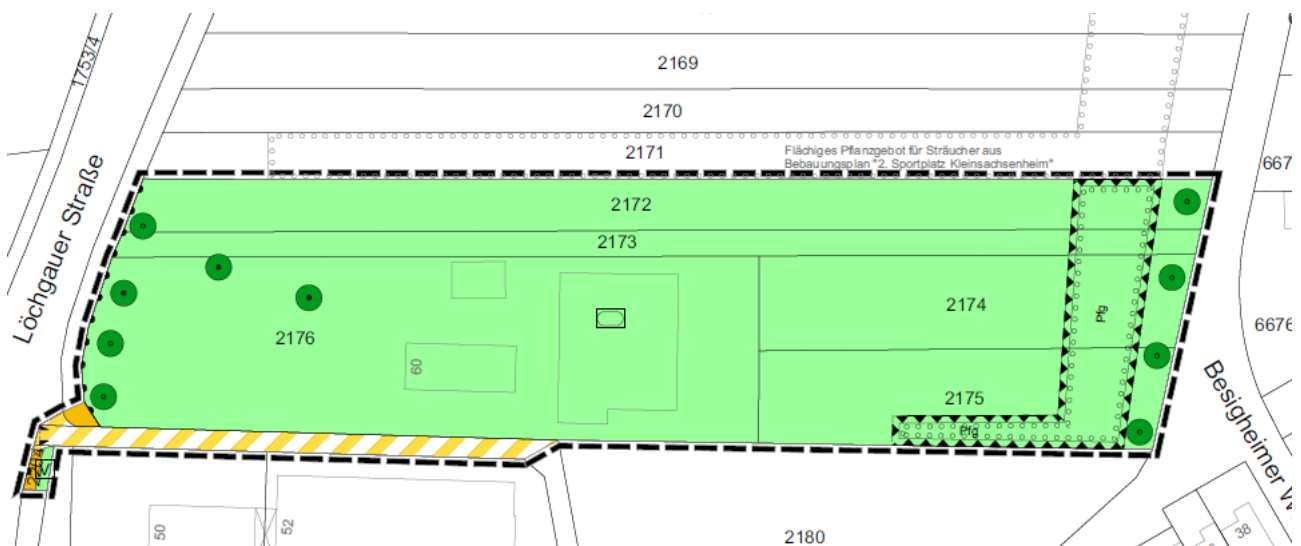 1753/4
2169
2170
2171
Flächiges Pflanzgebot für Sträucher aus
Bebauungsplan "2. Sportplatz Kleinsachsenheim"
667
Löchgauer Straße
2172
2173
2174
Pfg
2176
6676
60
2175
Pfg
Besigheimer W
50
52
2180
38